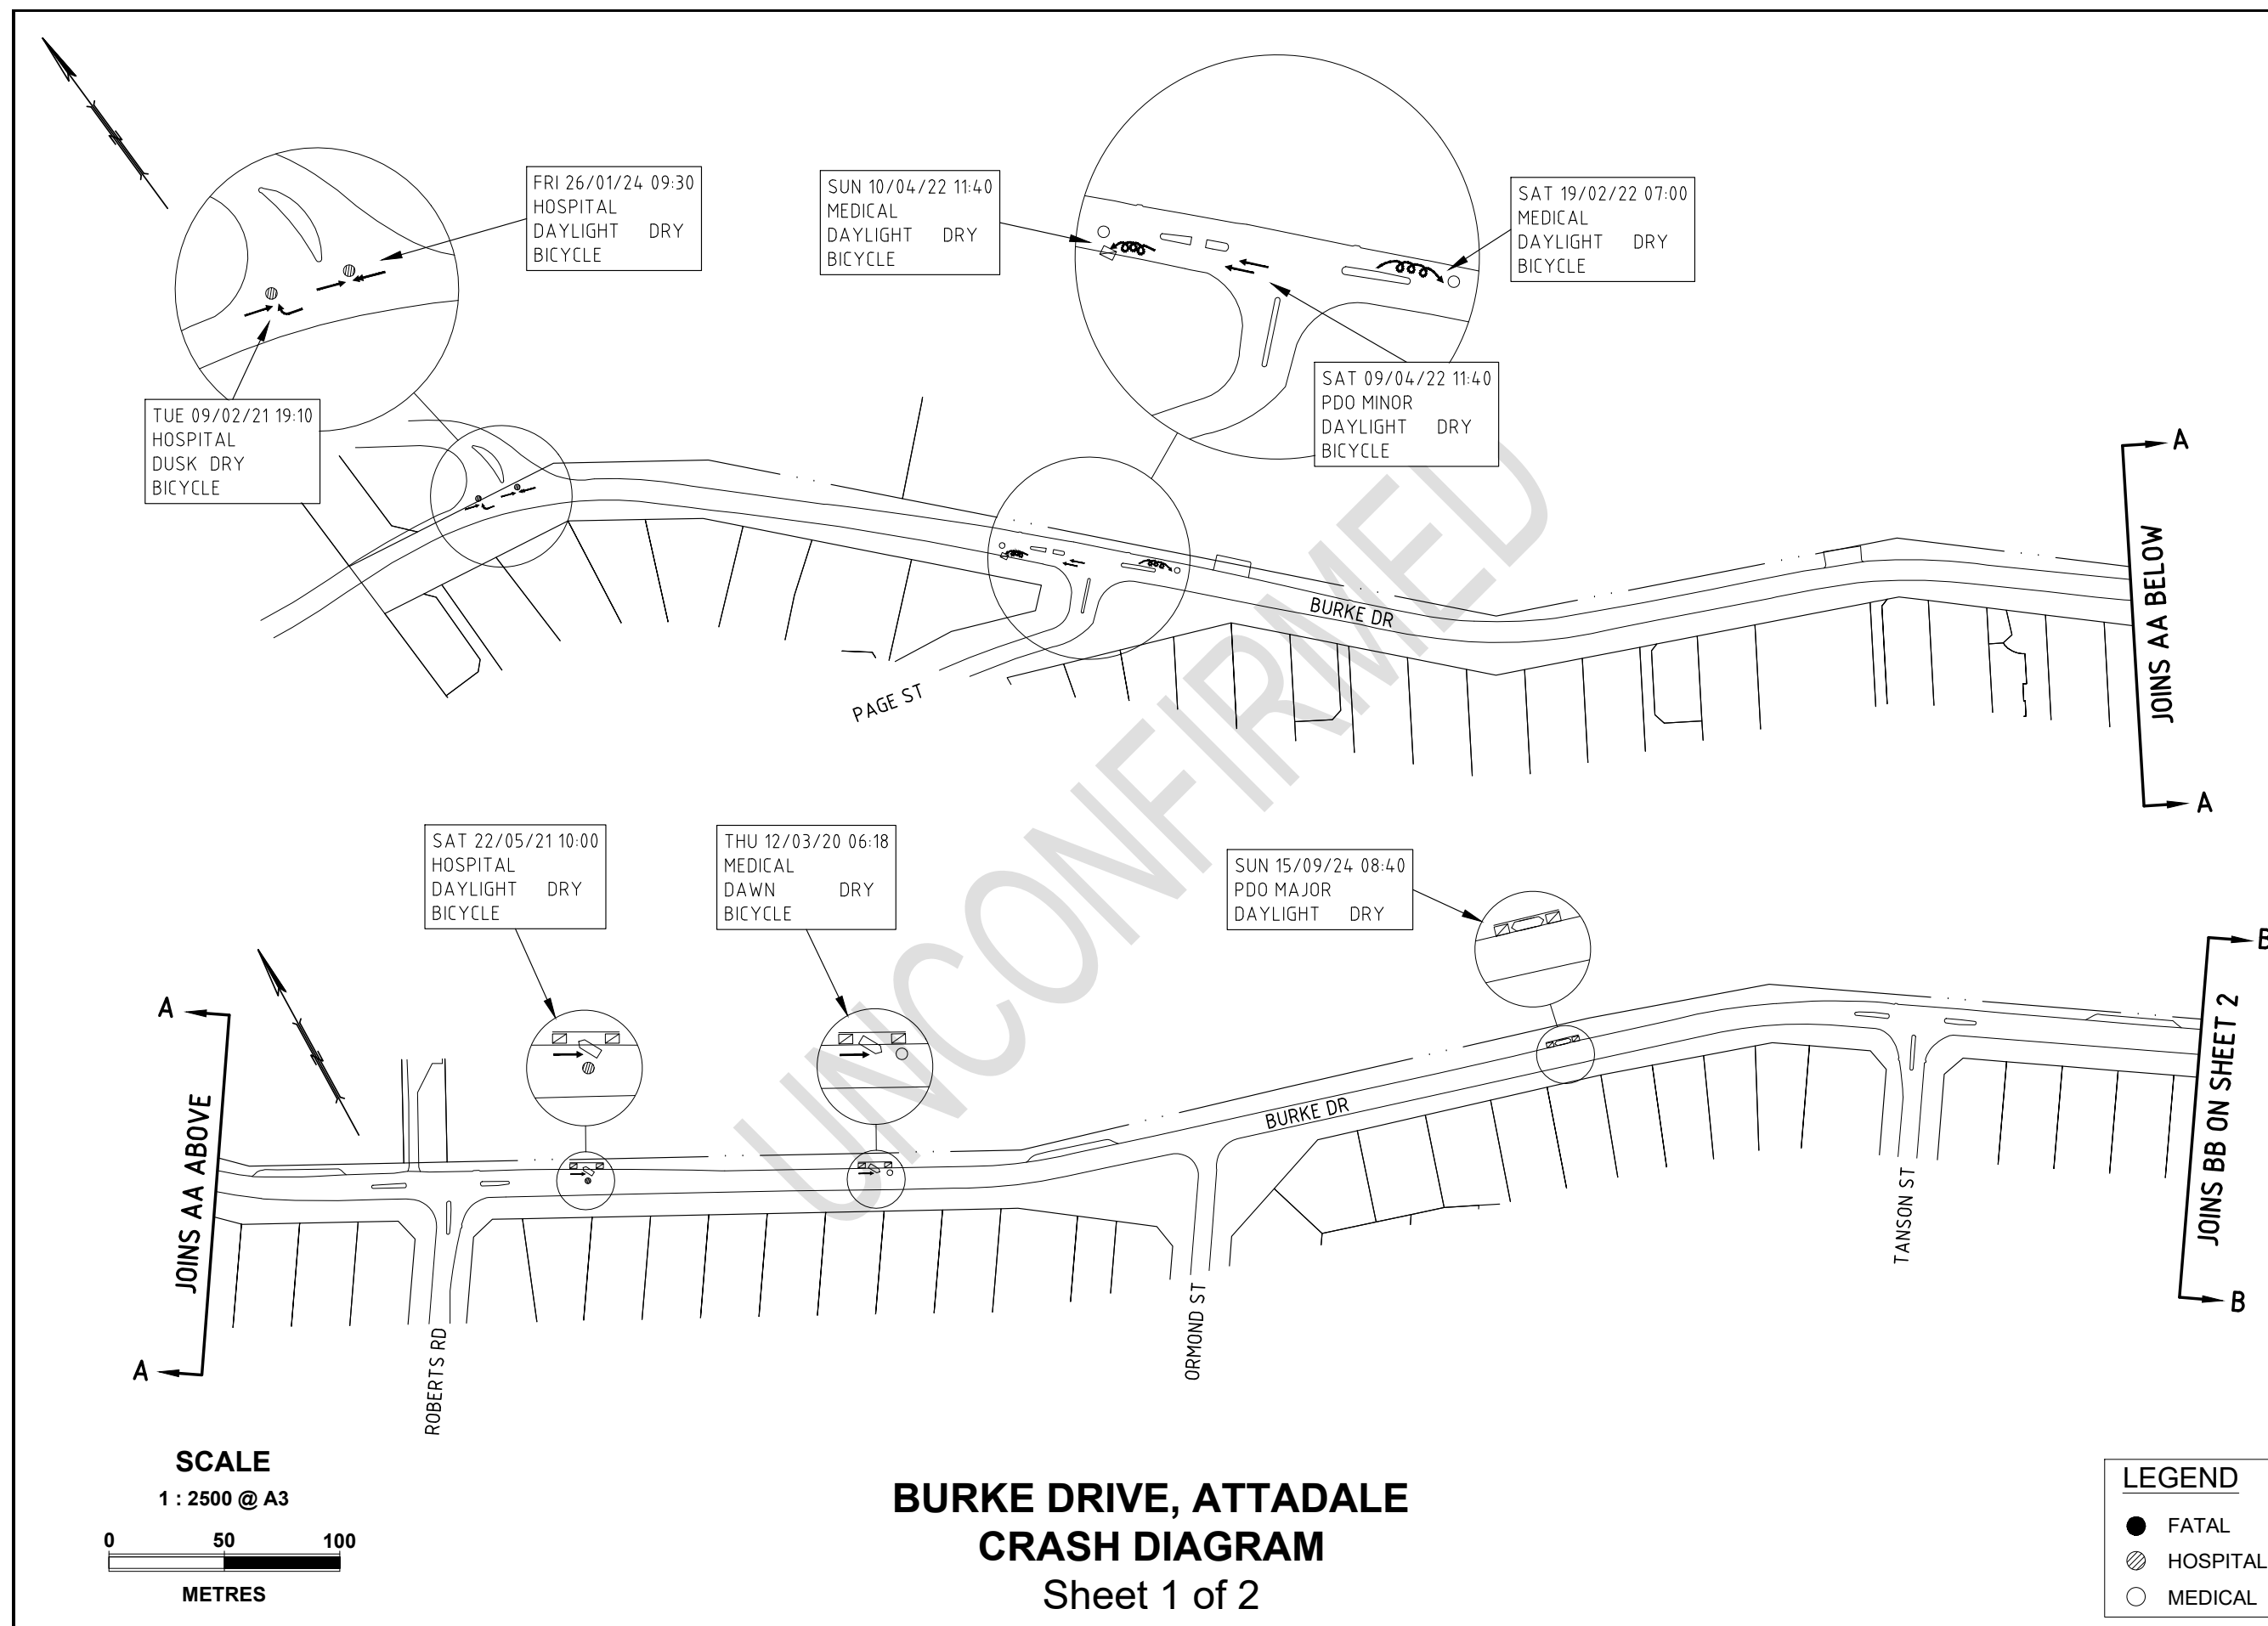 FRI 26/01/24 09:30
HOSPITAL
DAYLIGHT DRY
BICYCLE
SUN 10/04/22 11:40
MEDICAL
DAYLIGHT DRY
BICYCLE
SAT 19/02/22 07:00
MEDICAL
DAYLIGHT DRY
BICYCLE
SAT 09/04/22 11:40
PDO MINOR
DAYLIGHT DRY
BICYCLE
TUE 09/02/21 19:10
HOSPITAL
DUSK DRY
BICYCLE
A
JOINS AA BELOW
A
BURKE DR
PAGE ST
UNCONFIRMED
SAT 22/05/21 10:00
HOSPITAL
DAYLIGHT DRY
BICYCLE
THU 12/03/20 06:18
MEDICAL
DAWN DRY
BICYCLE
SUN 15/09/24 08:40
PDO MAJOR
DAYLIGHT DRY
A
JOINS AA ABOVE
A
B
JOINS BB ON SHEET 2
B
BURKE DR
ROBERTS RD
ORMOND ST
TANSON ST
SCALE
1 : 2500 @ A3
0 50 100
METRES
BURKE DRIVE, ATTADALE
CRASH DIAGRAM
Sheet 1 of 2
LEGEND
FATAL
HOSPITAL
MEDICAL